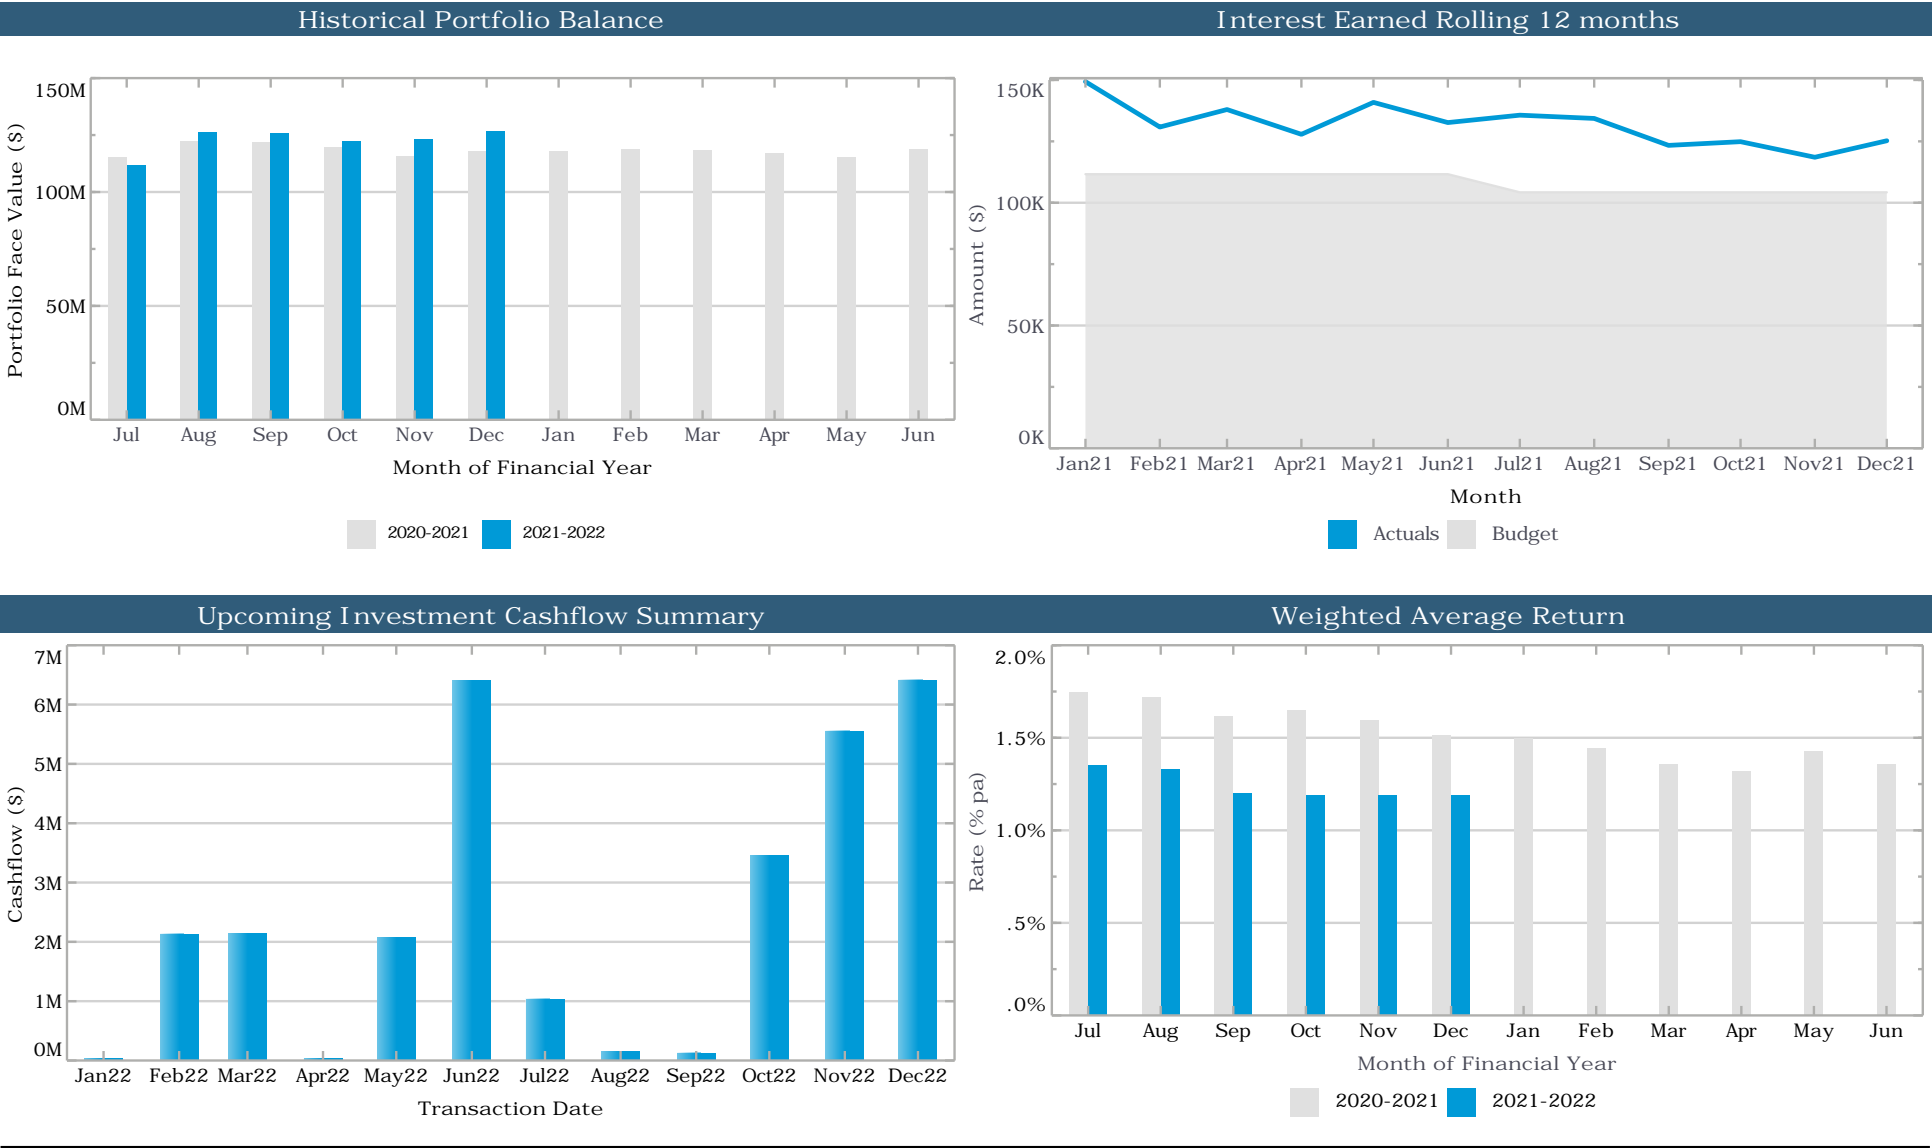 Historical Portfolio Balance
150M
100M
50M
0M
Portfolio Face Value ($)
Jul Aug Sep Oct Nov Dec Jan Feb Mar Apr May Jun
Month of Financial Year
2020-2021 2021-2022
Interest Earned Rolling 12 months
150K
100K
50K
0K
Amount ($)
Jan21 Feb21 Mar21 Apr21 May21 Jun21 Jul21 Aug21 Sep21 Oct21 Nov21 Dec21
Month
Actuals Budget
Upcoming Investment Cashflow Summary
7M
6M
5M
4M
3M
2M
1M
0M
Cashflow ($)
Jan22 Feb22 Mar22 Apr22 May22 Jun22 Jul22 Aug22 Sep22 Oct22 Nov22 Dec22
Transaction Date
Weighted Average Return
2.0%
1.5%
1.0%
.5%
.0%
Rate (% pa)
Jul Aug Sep Oct Nov Dec Jan Feb Mar Apr May Jun
Month of Financial Year
2020-2021 2021-2022